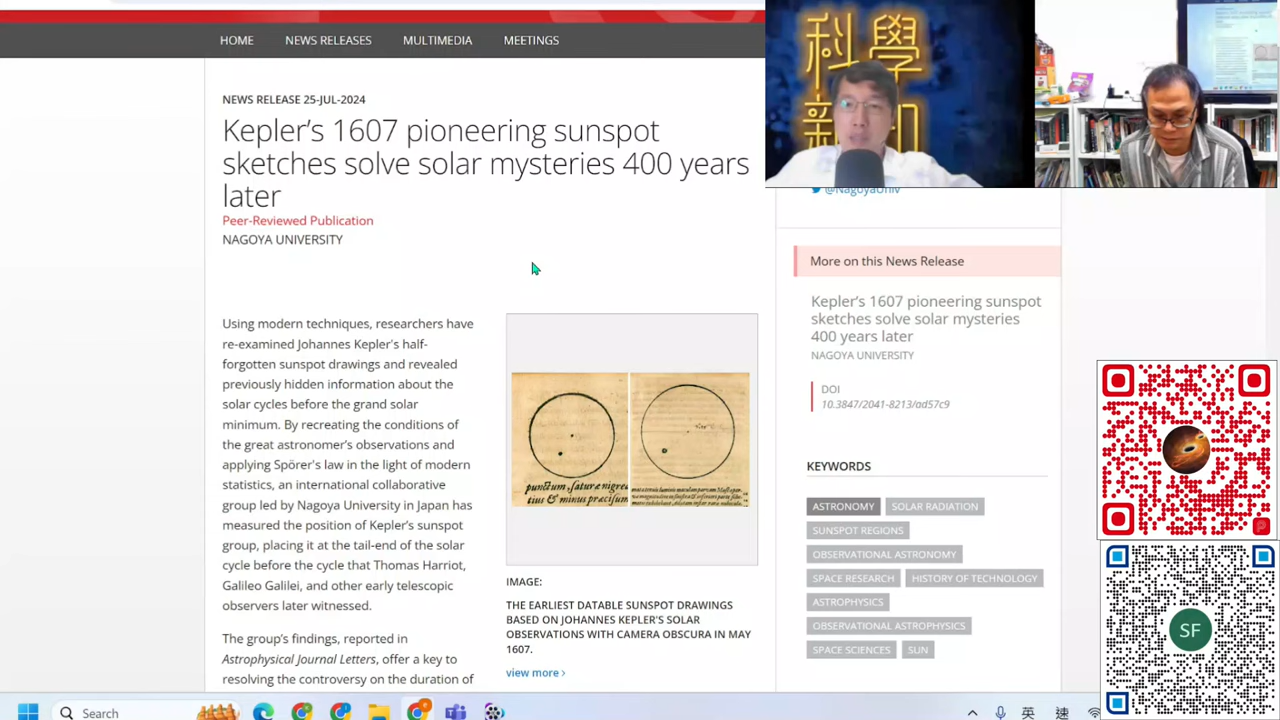 HOME NEWS RELEASES MULTIMEDIA MEETINGS
NEWS RELEASE 25-JUL-2024
Kepler’s 1607 pioneering sunspot
sketches solve solar mysteries 400 years
later
Peer-Reviewed Publication
NAGOYA UNIVERSITY
Using modern techniques, researchers have
re-examined Johannes Kepler’s half-
forgotten sunspot drawings and revealed
previously hidden information about the
solar cycles before the grand solar
minimum. By recreating the conditions of
the great astronomer’s observations and
applying Spörer’s law in the light of modern
statistics, an international collaborative
group led by Nagoya University in Japan has
measured the position of Kepler’s sunspot
group, placing it at the tail-end of the solar
cycle before the cycle that Thomas Harriot,
Galileo Galilei, and other early telescopic
observers later witnessed.
The group’s findings, reported in
Astrophysical Journal Letters, offer a key to
resolving the controversy on the duration of
IMAGE:
THE EARLIEST DATABLE SUNSPOT DRAWINGS
BASED ON JOHANNES KEPLER'S SOLAR
OBSERVATIONS WITH CAMERA OBSCURA IN MAY
1607.
view more ›
科學
@NagoyaUniv
More on this News Release
Kepler’s 1607 pioneering sunspot
sketches solve solar mysteries
400 years later
NAGOYA UNIVERSITY
DOI
10.3847/2041-8213/ad57c9
KEYWORDS
ASTRONOMY SOLAR RADIATION
SUNSPOT REGIONS
OBSERVATIONAL ASTRONOMY
SPACE RESEARCH HISTORY OF TECHNOLOGY
ASTROPHYSICS
OBSERVATIONAL ASTROPHYSICS
SPACE SCIENCES SUN
SF
Search
英 速